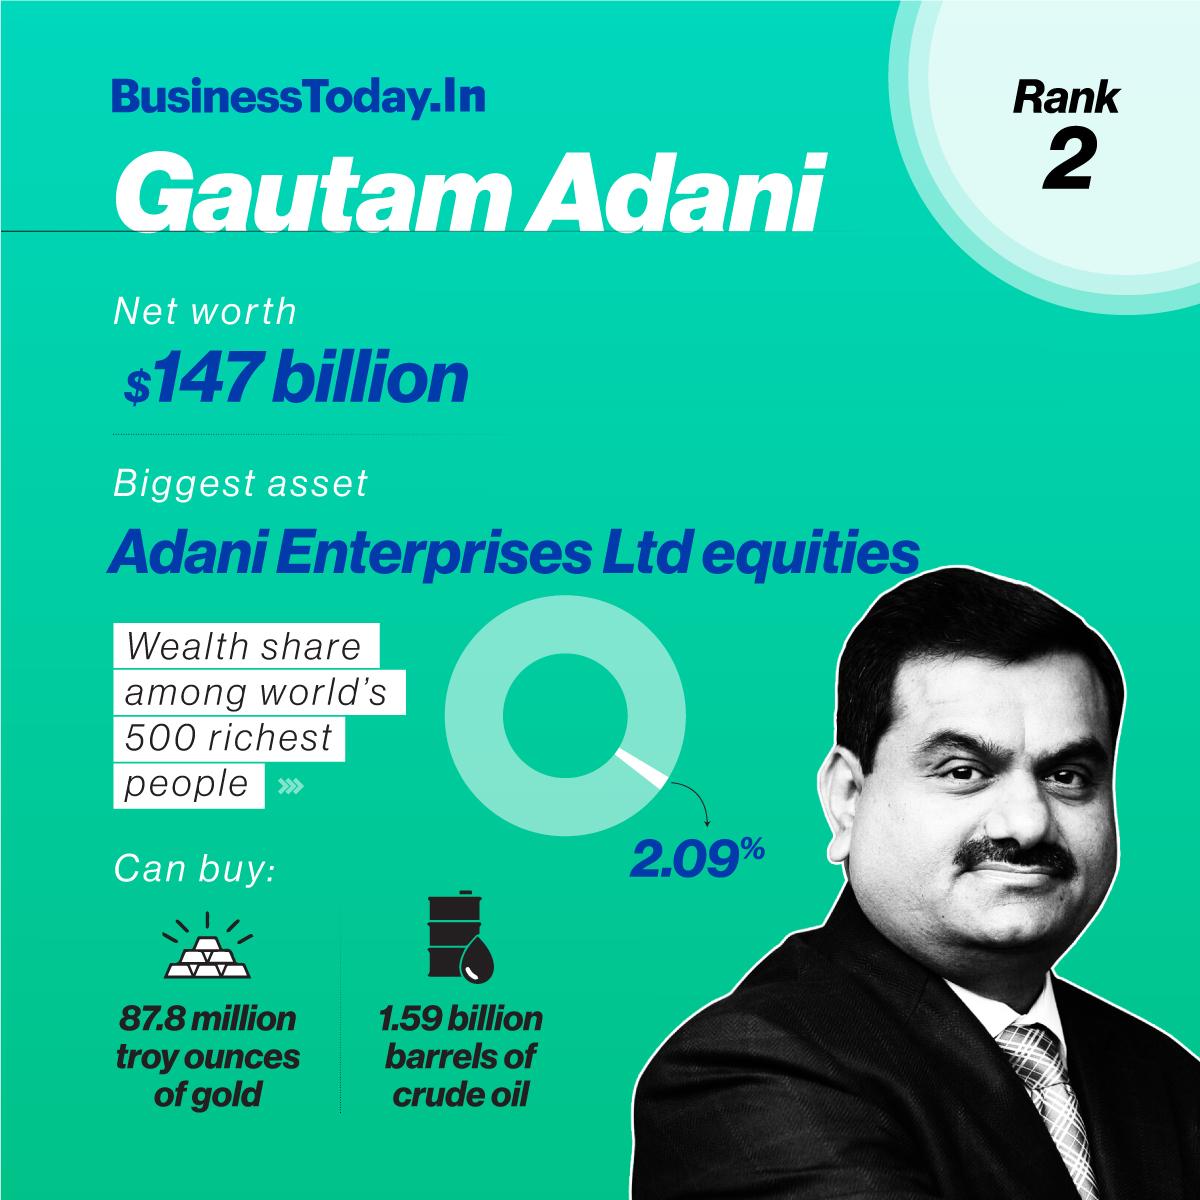 BusinessToday.In
Rank
2
Gautam Adani
Net worth
$147 billion
Biggest asset
Adani Enterprises Ltd equities
Wealth share
among world's
500 richest
people
2.09%
Can buy:
87.8 million
troy ounces
of gold
1.59 billion
barrels of
crude oil